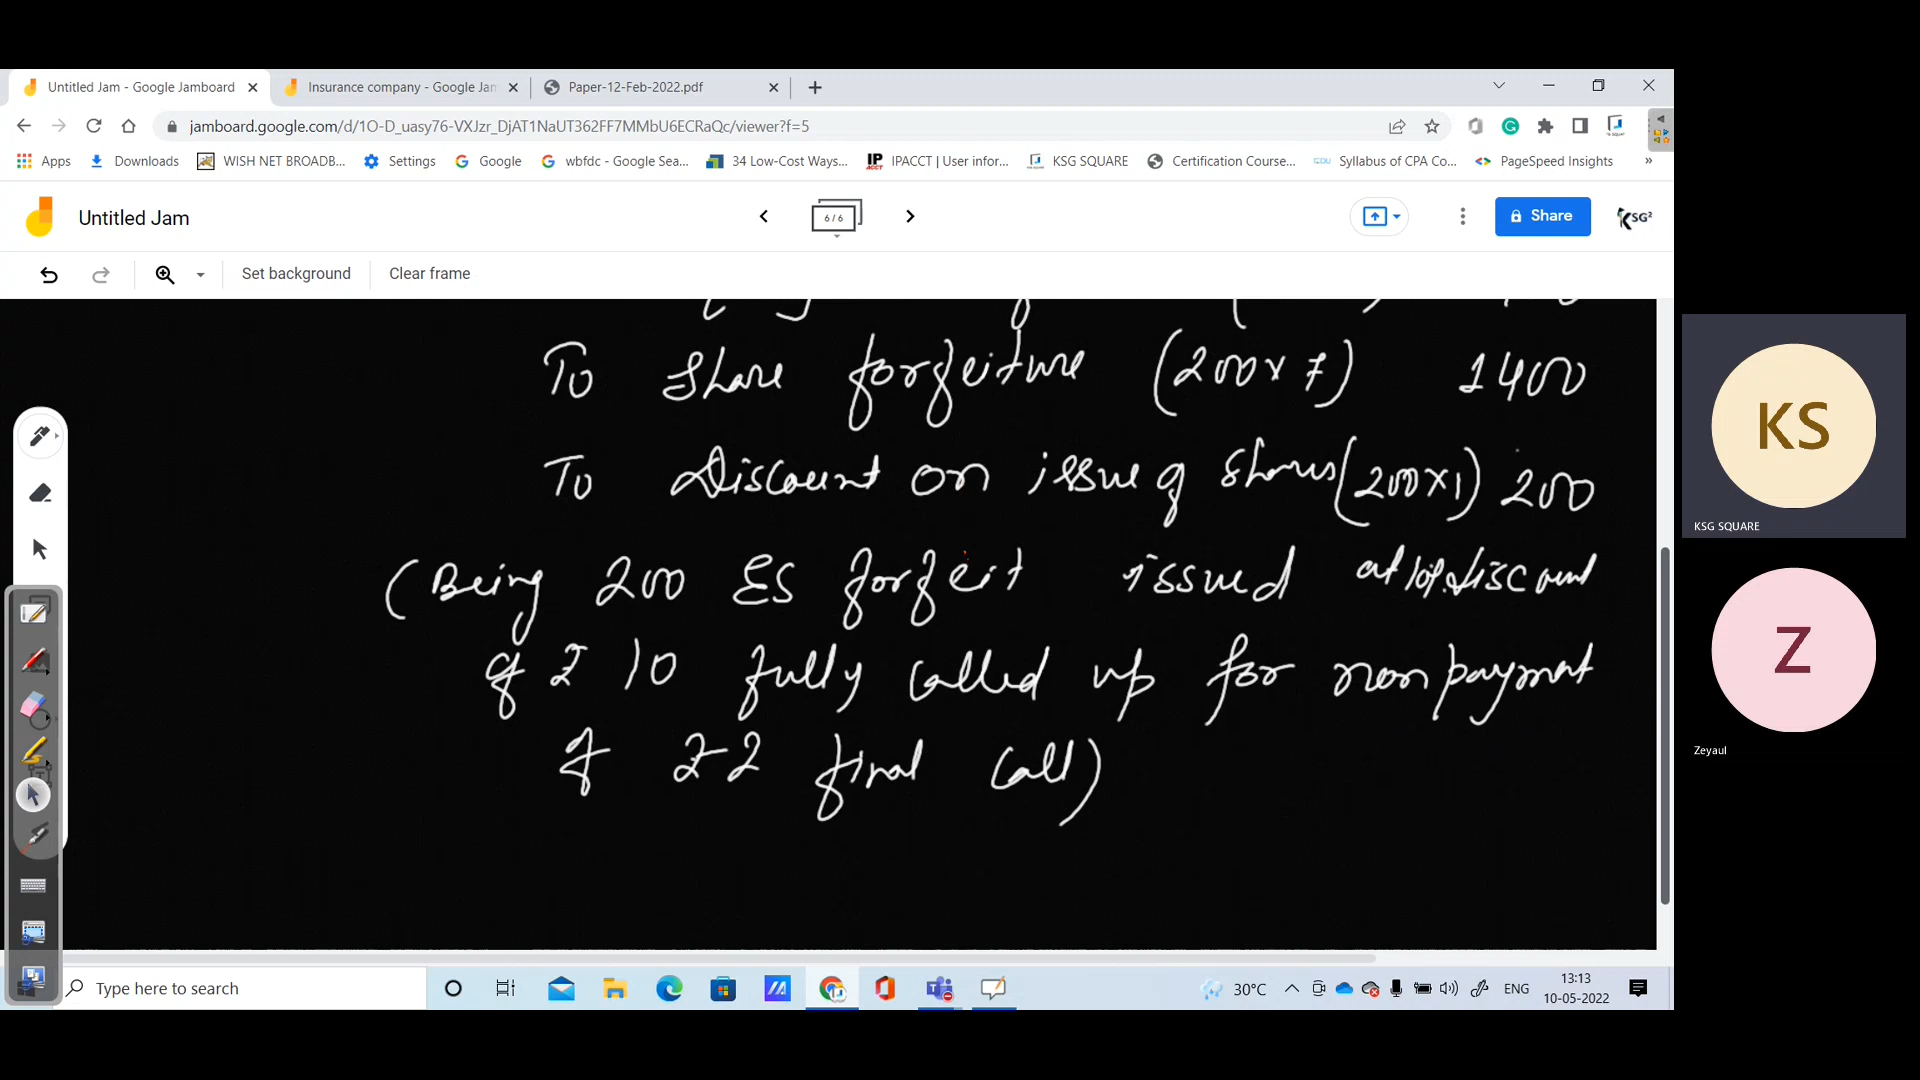 Untitled Jam - Google Jamboard
Insurance company - Google Jam
Paper-12-Feb-2022.pdf
jamboard.google.com/d/1O-D_uasy76-VXJzr_DjAT1NaUT362FF7MMbU6ECRaQc/viewer?f=5
Apps Downloads WISH NET BROADB... Settings Google wbfdc - Google Sea... 34 Low-Cost Ways... IPACCT | User infor... KSG SQUARE Certification Course... Syllabus of CPA Co... PageSpeed Insights »
Untitled Jam
6 / 6
Share
KSG²
Set background Clear frame
To Share forfeiture (200 x 7) 1400
To Discount on issue of shares (200 x 1) 200
(Being 200 ES forfeit issued at 10% discount
of ₹ 10 fully called up for non payment
of ₹ 2 final call)
KS
KSG SQUARE
Z
Zeyaul
Type here to search
30°C
ENG
13:13
10-05-2022